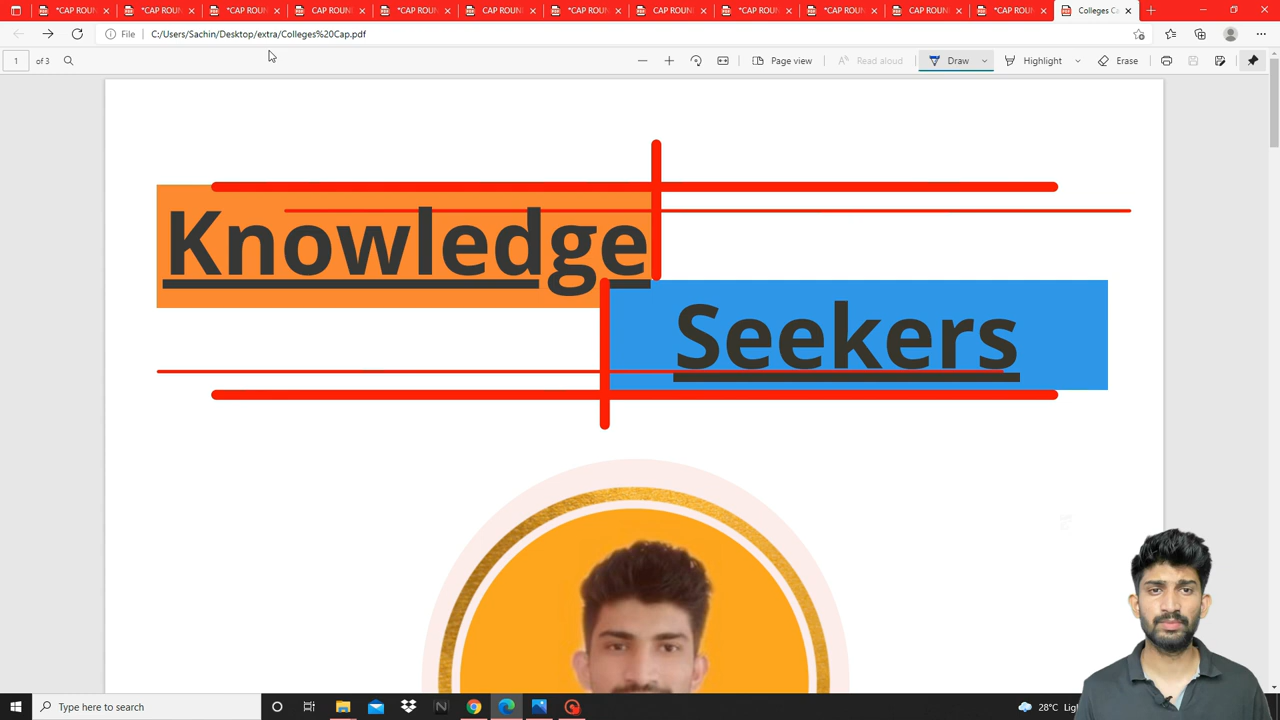 *CAP ROUN
*CAP ROUN
*CAP ROUN
CAP ROUN
*CAP ROUN
CAP ROUN
*CAP ROUN
CAP ROUN
*CAP ROUN
*CAP ROUN
CAP ROUN
*CAP ROUN
Colleges C
File C:/Users/Sachin/Desktop/extra/Colleges%20Cap.pdf
1 of 3 Page view Read aloud Draw Highlight Erase
Knowledge
Seekers
Type here to search
28°C